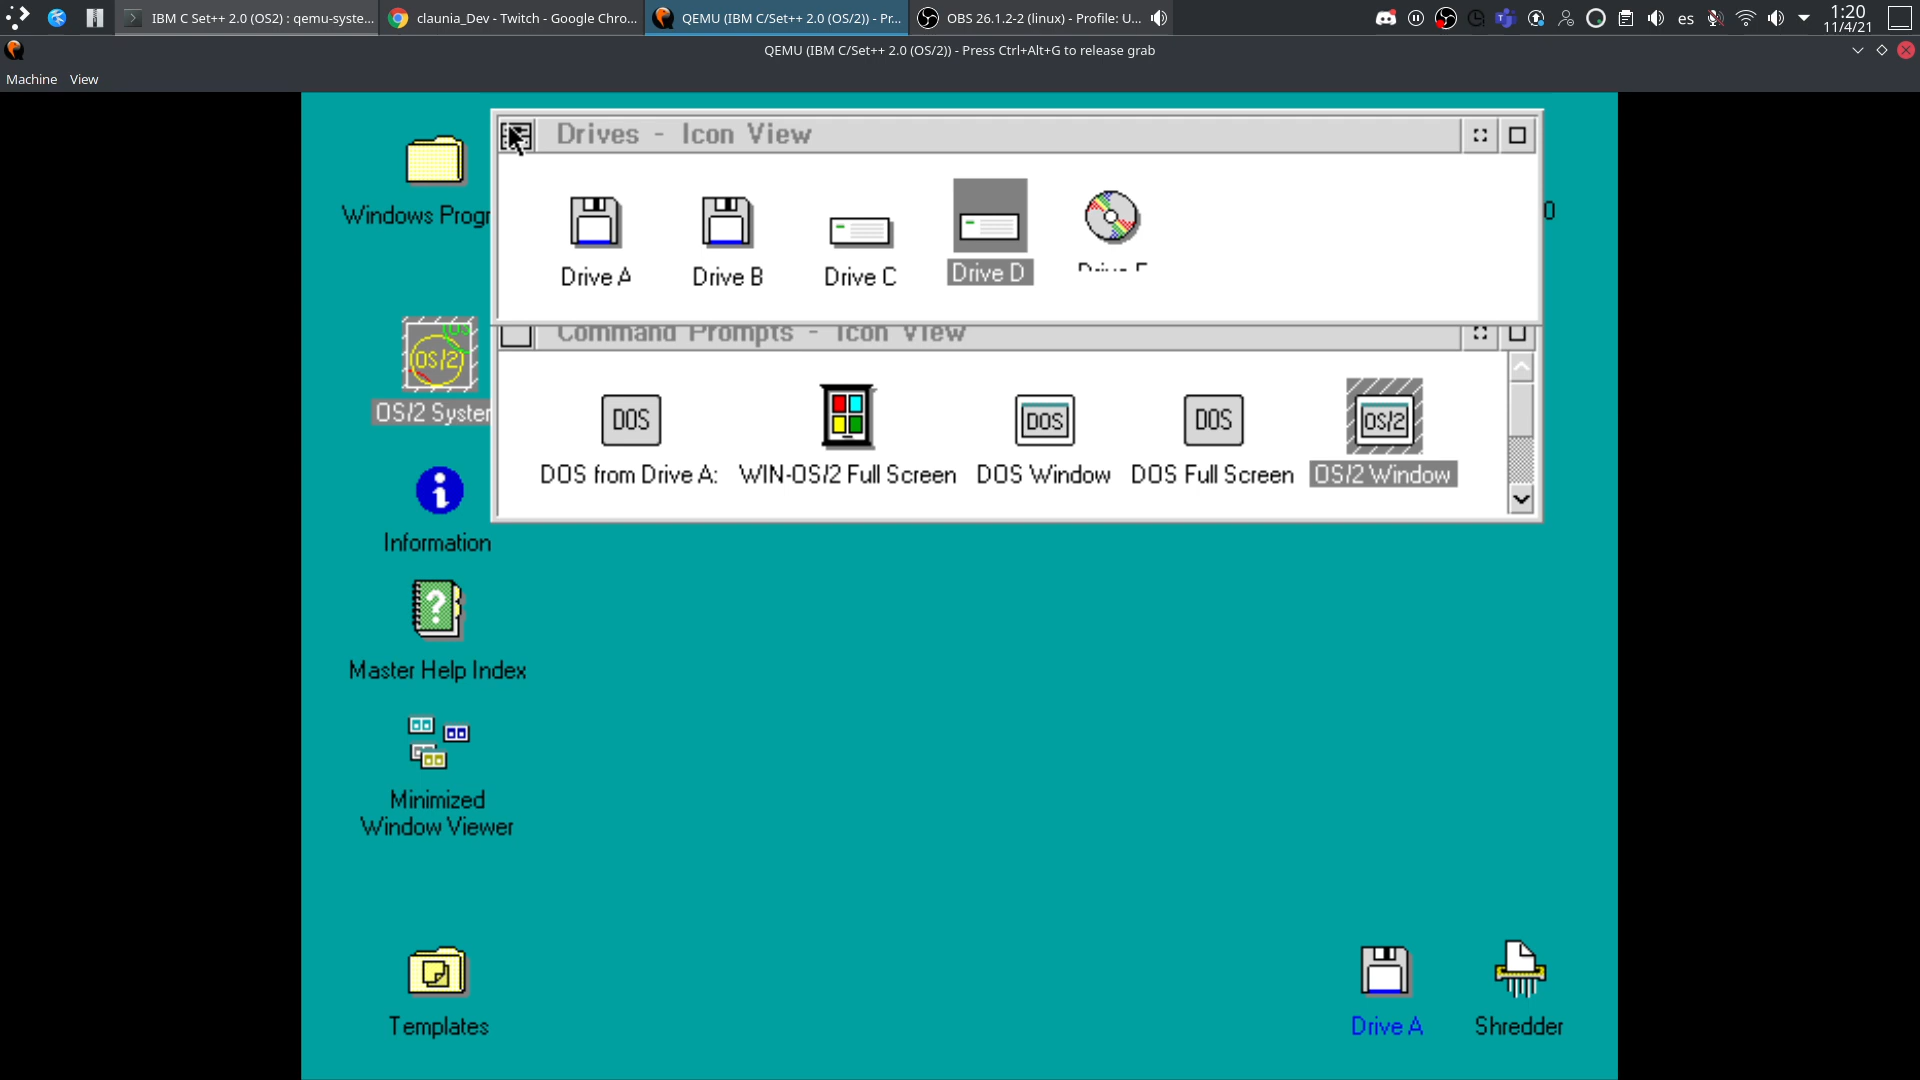 IBM C Set++ 2.0 (OS2) : qemu-syste...
claunia_Dev - Twitch - Google Chro...
QEMU (IBM C/Set++ 2.0 (OS/2)) - Pr...
OBS 26.1.2-2 (linux) - Profile: U...
es
1:20
11/4/21
QEMU (IBM C/Set++ 2.0 (OS/2)) - Press Ctrl+Alt+G to release grab
Machine View
Drives - Icon View
Windows Progr
0
Drive A
Drive B
Drive C
Drive D
Command Prompts - Icon View
OS/2
OS/2 System
DOS
DOS
DOS
OS/2
DOS from Drive A:
WIN-OS/2 Full Screen
DOS Window
DOS Full Screen
OS/2 Window
Information
Master Help Index
Minimized
Window Viewer
Templates
Drive A
Shredder